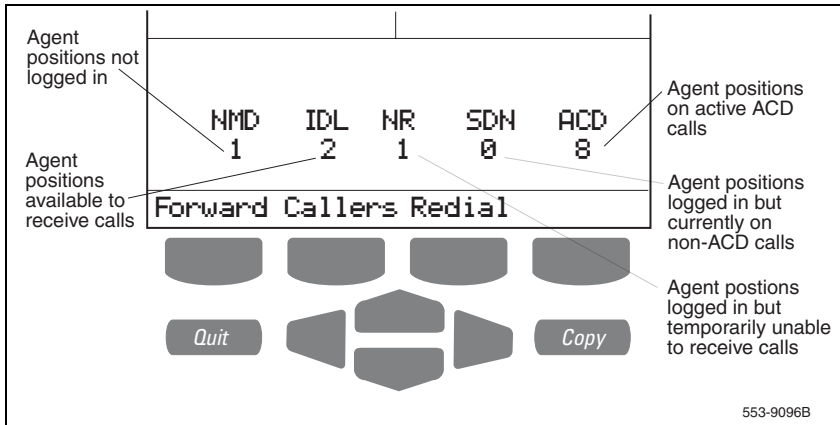 Agent
positions not
logged in
NMD IDL NR SDN ACD
1 2 1 0 8
Agent positions
on active ACD
calls
Agent
positions
available to
receive calls
Agent positions
logged in but
currently on
non-ACD calls
Forward Callers Redial
Agent postions
logged in but
temporarily unable
to receive calls
Quit
Copy
553-9096B